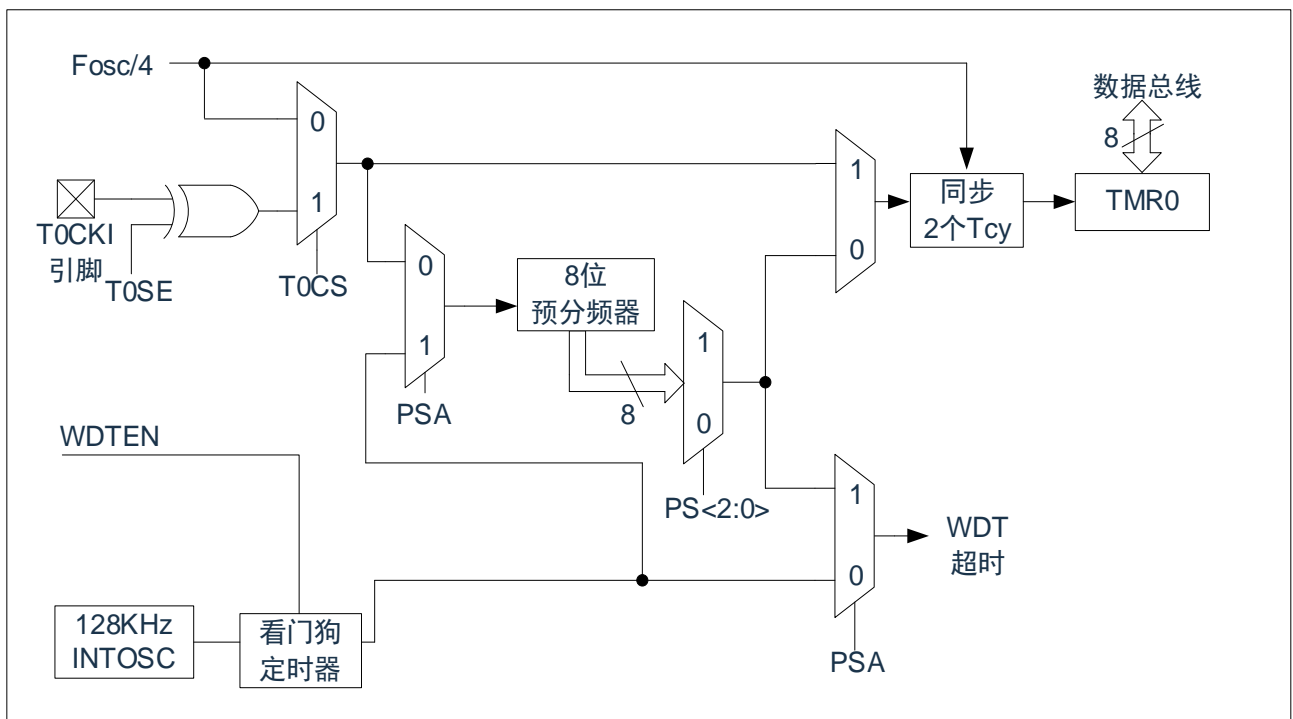 Fosc/4
数据总线
8
0
1
1
0
同步
2个Tcy
TMR0
T0CKI
引脚
T0SE
T0CS
0
1
PSA
8位
预分频器
8
1
0
PS<2:0>
WDTEN
1
0
WDT
超时
PSA
128KHz
INTOSC
看门狗
定时器